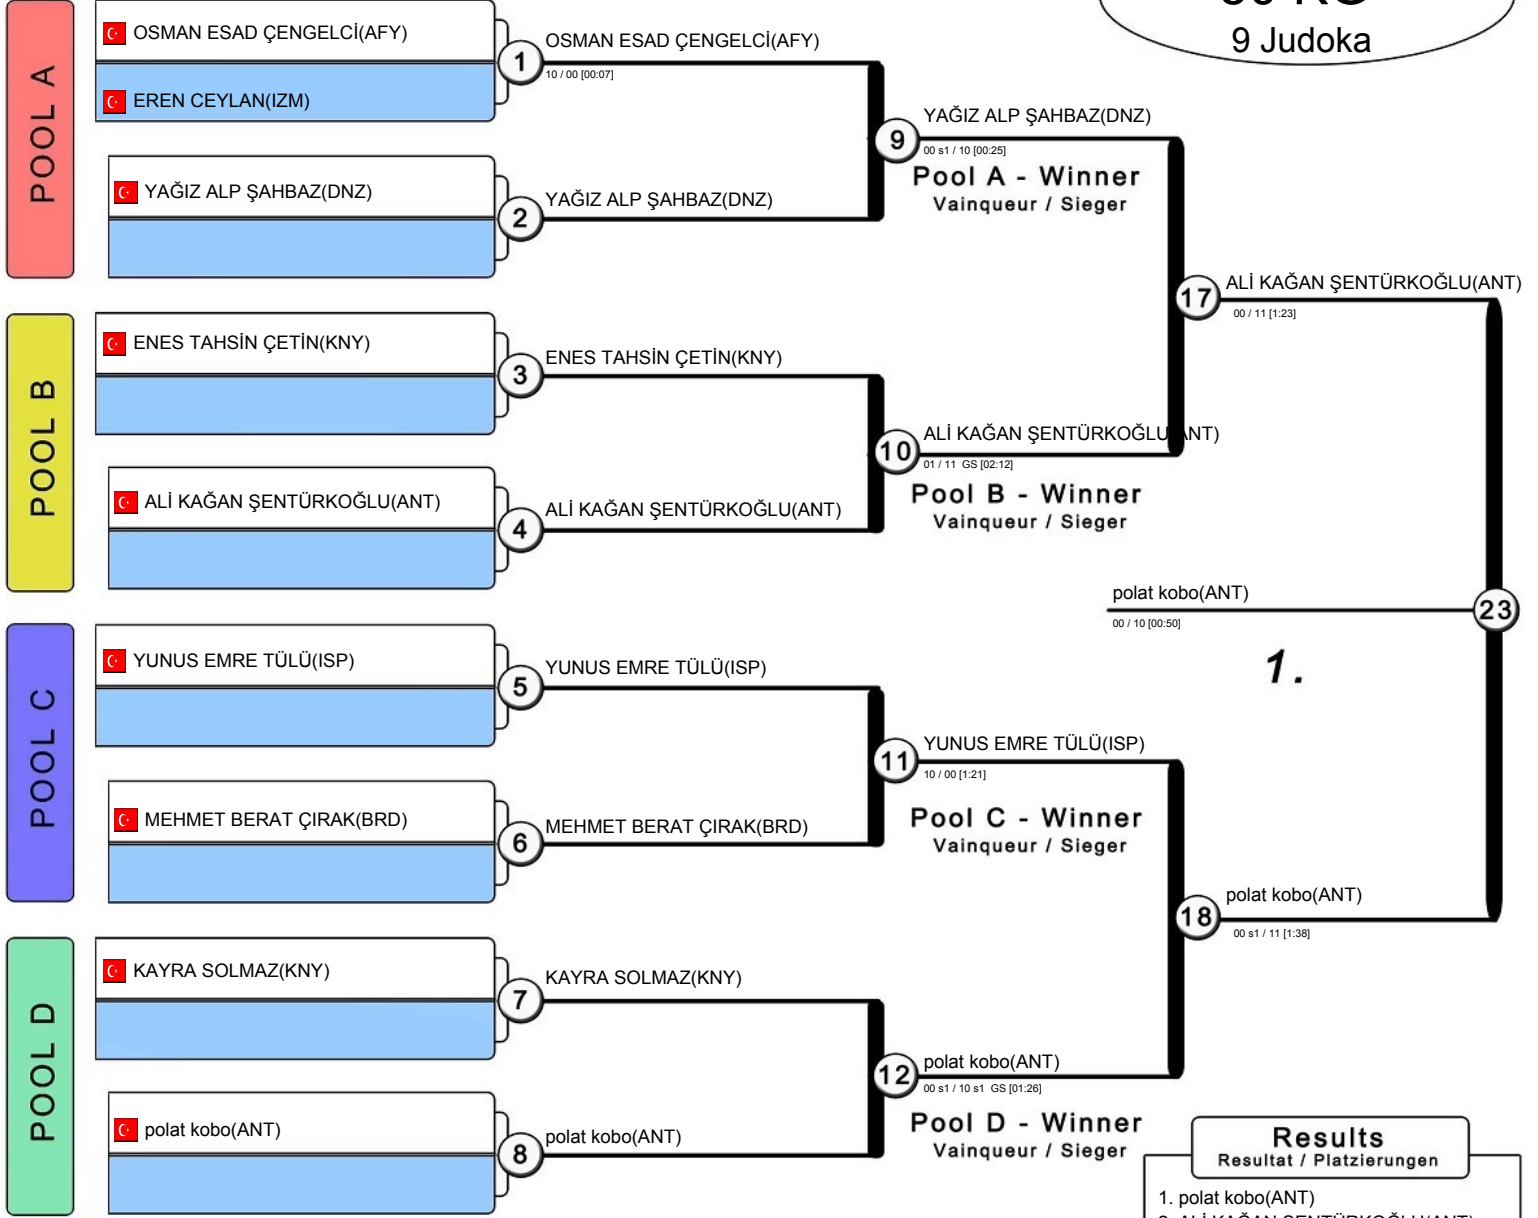 9 Judoka
POOL A
OSMAN ESAD ÇENGELCİ(AFY)
EREN CEYLAN(IZM)
1
OSMAN ESAD ÇENGELCİ(AFY)
10 / 00 [00:07]
YAĞIZ ALP ŞAHBAZ(DNZ)
2
YAĞIZ ALP ŞAHBAZ(DNZ)
9
YAĞIZ ALP ŞAHBAZ(DNZ)
00 s1 / 10 [00:25]
Pool A - Winner
Vainqueur / Sieger
POOL B
ENES TAHSİN ÇETİN(KNY)
3
ENES TAHSİN ÇETİN(KNY)
ALİ KAĞAN ŞENTÜRKOĞLU(ANT)
4
ALİ KAĞAN ŞENTÜRKOĞLU(ANT)
10
ALİ KAĞAN ŞENTÜRKOĞLU(ANT)
01 / 11 GS [02:12]
Pool B - Winner
Vainqueur / Sieger
17
ALİ KAĞAN ŞENTÜRKOĞLU(ANT)
00 / 11 [1:23]
polat kobo(ANT)
23
00 / 10 [00:50]
1.
POOL C
YUNUS EMRE TÜLÜ(ISP)
5
YUNUS EMRE TÜLÜ(ISP)
MEHMET BERAT ÇIRAK(BRD)
6
MEHMET BERAT ÇIRAK(BRD)
11
YUNUS EMRE TÜLÜ(ISP)
10 / 00 [1:21]
Pool C - Winner
Vainqueur / Sieger
18
polat kobo(ANT)
00 s1 / 11 [1:38]
POOL D
KAYRA SOLMAZ(KNY)
7
KAYRA SOLMAZ(KNY)
polat kobo(ANT)
8
polat kobo(ANT)
12
polat kobo(ANT)
00 s1 / 10 s1 GS [01:26]
Pool D - Winner
Vainqueur / Sieger
Results
Resultat / Platzierungen
1. polat kobo(ANT)
2. ALİ KAĞAN ŞENTÜRKOĞLU(ANT)